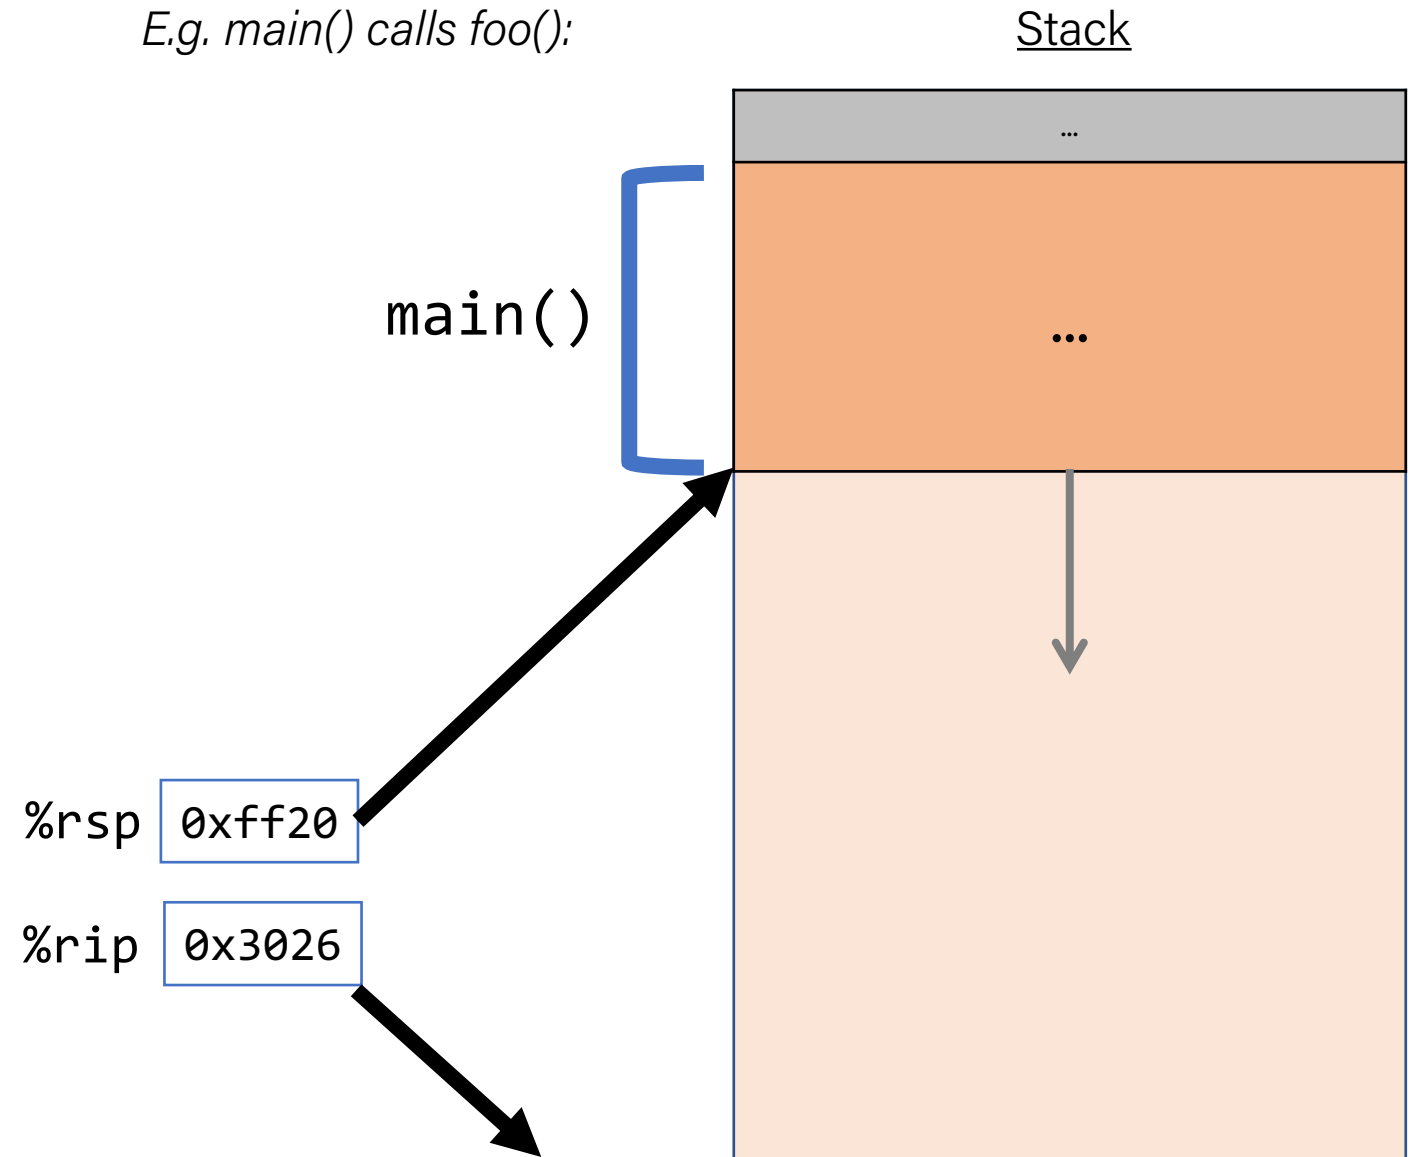 E.g. main() calls foo():
Stack
...
main()
...
%rsp 0xff20
%rip 0x3026